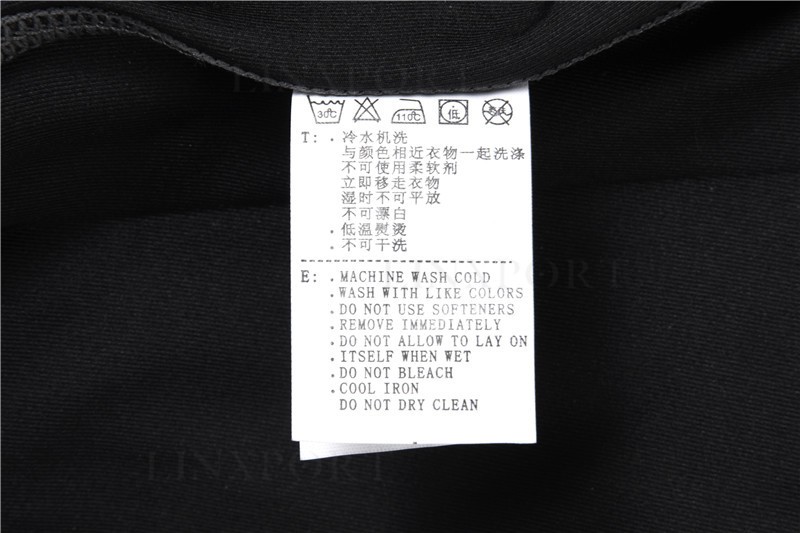 LINXPORT
30℃ 110℃ 低
T: . 冷水机洗
与颜色相近衣物一起洗涤
不可使用柔软剂
立即移走衣物
湿时不可平放
不可漂白
. 低温熨烫
. 不可干洗
LINXPORT
E: . MACHINE WASH COLD
. WASH WITH LIKE COLORS
. DO NOT USE SOFTENERS
. REMOVE IMMEDIATELY
. DO NOT ALLOW TO LAY ON
. ITSELF WHEN WET
. DO NOT BLEACH
. COOL IRON
DO NOT DRY CLEAN
LINXPORT